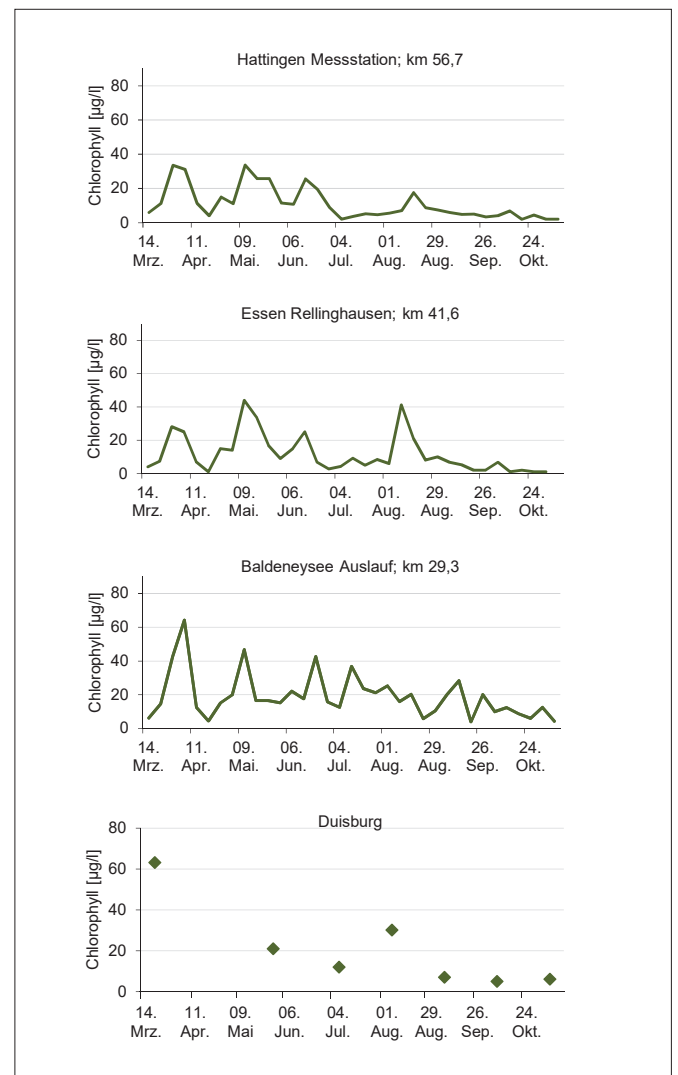 Hattingen Messstation; km 56,7
Chlorophyll [µg/l]
80
60
40
20
0
14. 11. 09. 06. 04. 01. 29. 26. 24.
Mrz. Apr. Mai. Jun. Jul. Aug. Aug. Sep. Okt.
Essen Rellinghausen; km 41,6
Chlorophyll [µg/l]
80
60
40
20
0
14. 11. 09. 06. 04. 01. 29. 26. 24.
Mrz. Apr. Mai. Jun. Jul. Aug. Aug. Sep. Okt.
Baldeneysee Auslauf; km 29,3
Chlorophyll [µg/l]
80
60
40
20
0
14. 11. 09. 06. 04. 01. 29. 26. 24.
Mrz. Apr. Mai. Jun. Jul. Aug. Aug. Sep. Okt.
Duisburg
Chlorophyll [µg/l]
80
60
40
20
0
14. 11. 09. 06. 04. 01. 29. 26. 24.
Mrz. Apr. Mai Jun. Jul. Aug. Aug. Sep. Okt.